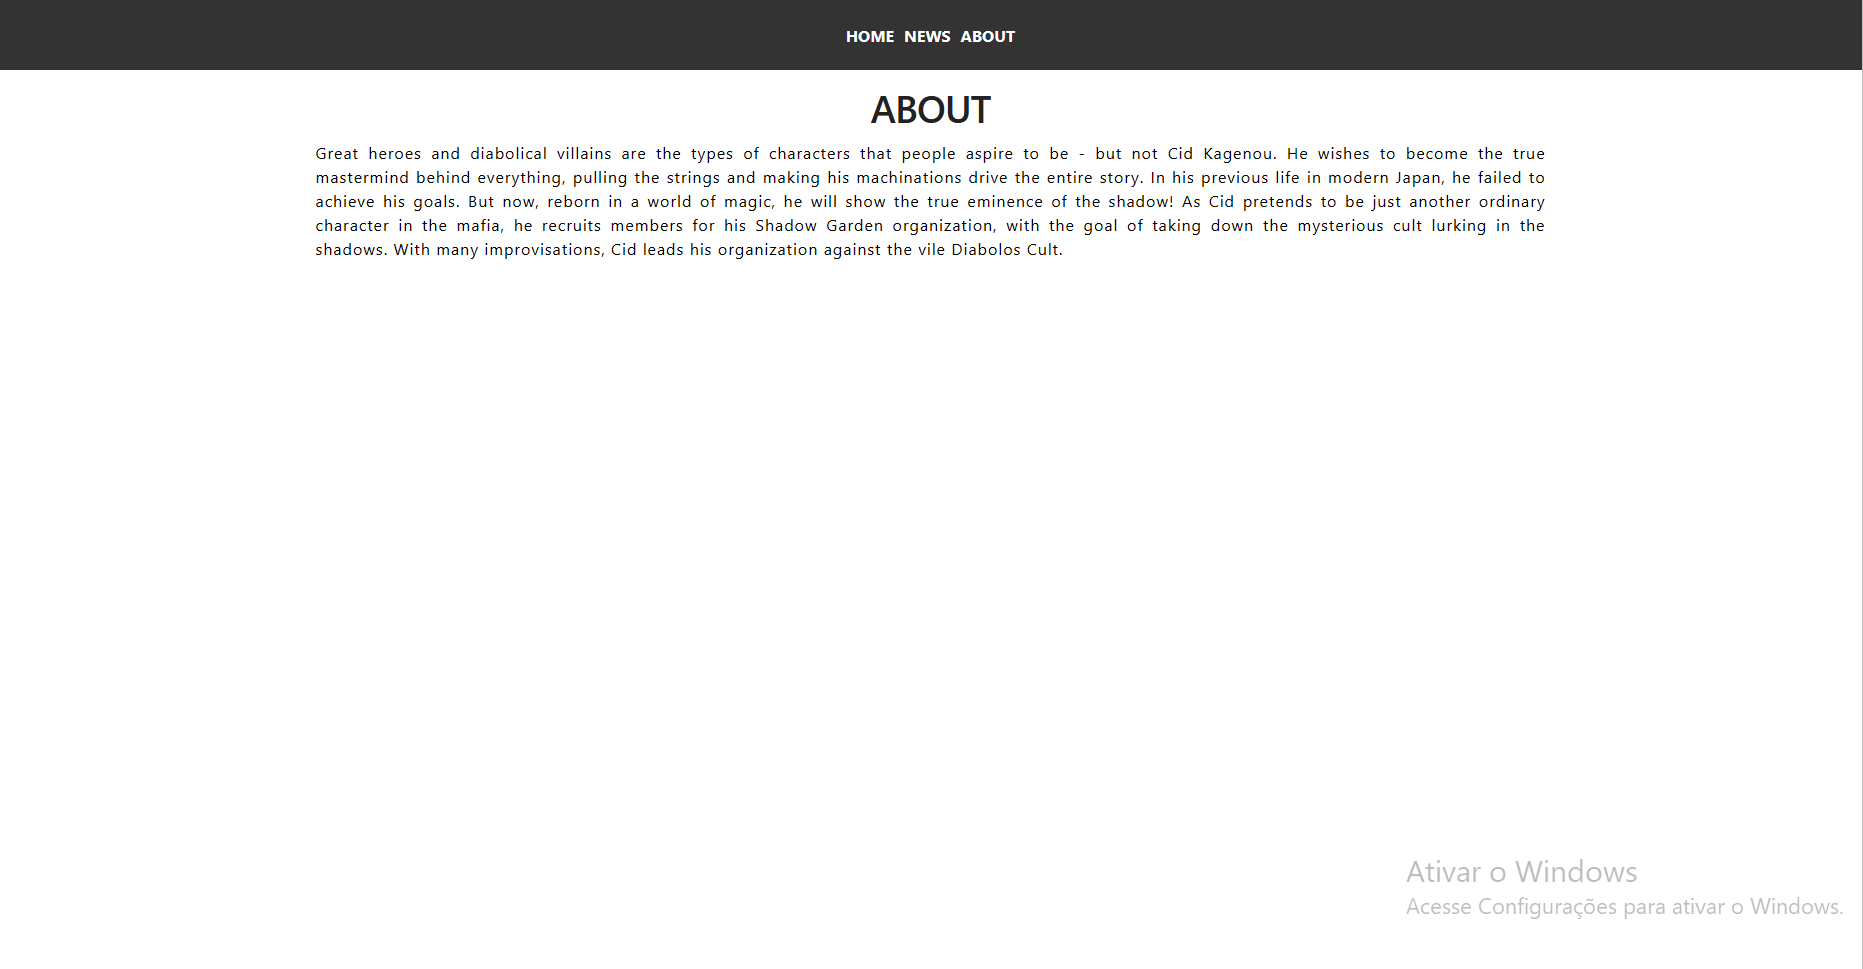 HOME NEWS ABOUT
ABOUT
Great heroes and diabolical villains are the types of characters that people aspire to be - but not Cid Kagenou. He wishes to become the true
mastermind behind everything, pulling the strings and making his machinations drive the entire story. In his previous life in modern Japan, he failed to
achieve his goals. But now, reborn in a world of magic, he will show the true eminence of the shadow! As Cid pretends to be just another ordinary
character in the mafia, he recruits members for his Shadow Garden organization, with the goal of taking down the mysterious cult lurking in the
shadows. With many improvisations, Cid leads his organization against the vile Diabolos Cult.
Ativar o Windows
Acesse Configurações para ativar o Windows.